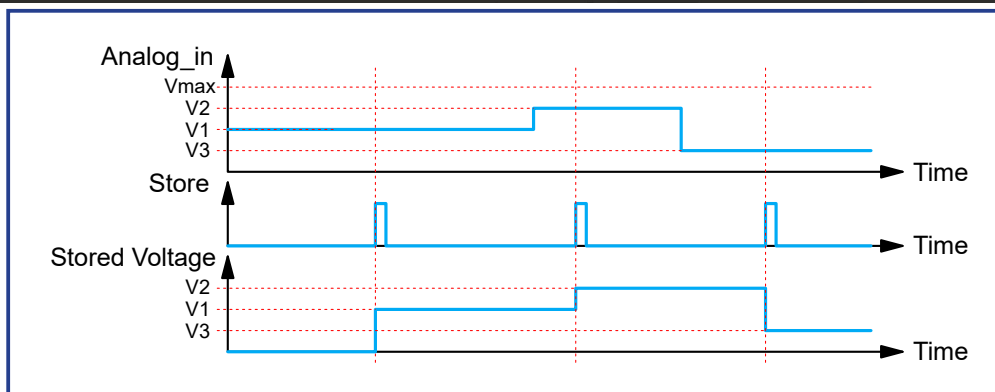 Analog_in
Vmax
V2
V1
V3
Time
Store
Time
Stored Voltage
V2
V1
V3
Time